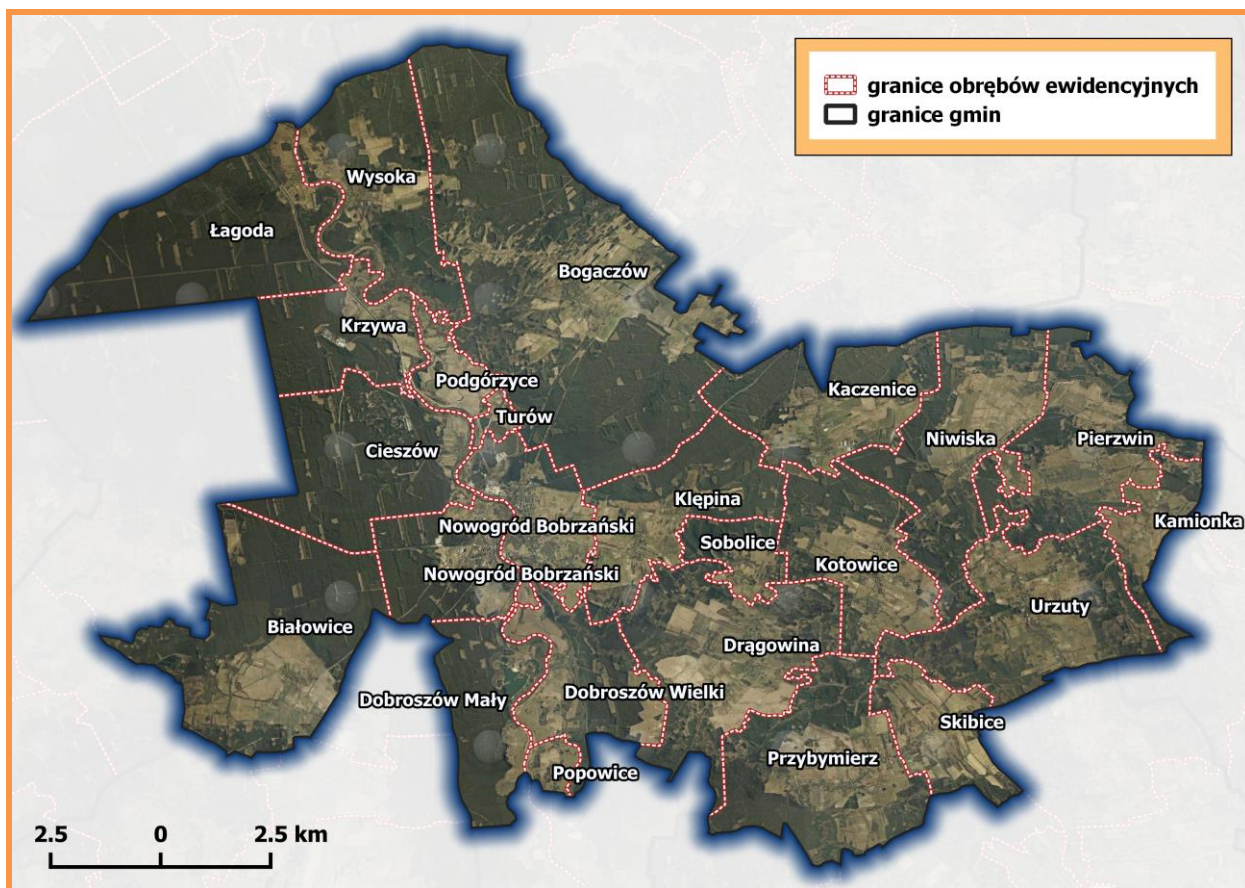 granice obrębów ewidencyjnych
granice gmin
Wysoka
Łagoda
Bogaczów
Krzywa
Podgórzyce
Kaczenice
Turów
Niwiska
Pierzwin
Cieszów
Klępina
Nowogród Bobrzański
Kamionka
Sobolice
Kotowice
Nowogród Bobrzański
Urzuty
Białowice
Drągowina
Dobroszów Mały
Dobroszów Wielki
Skibice
Przybymierz
Popowice
2.5 0 2.5 km